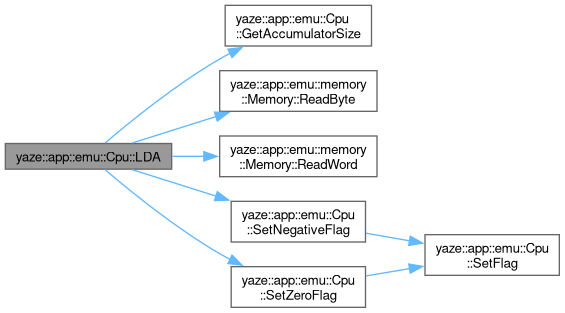 yaze::app::emu::Cpu::LDA
yaze::app::emu::Cpu
::GetAccumulatorSize
yaze::app::emu::memory
::Memory::ReadByte
yaze::app::emu::memory
::Memory::ReadWord
yaze::app::emu::Cpu
::SetNegativeFlag
yaze::app::emu::Cpu
::SetZeroFlag
yaze::app::emu::Cpu
::SetFlag